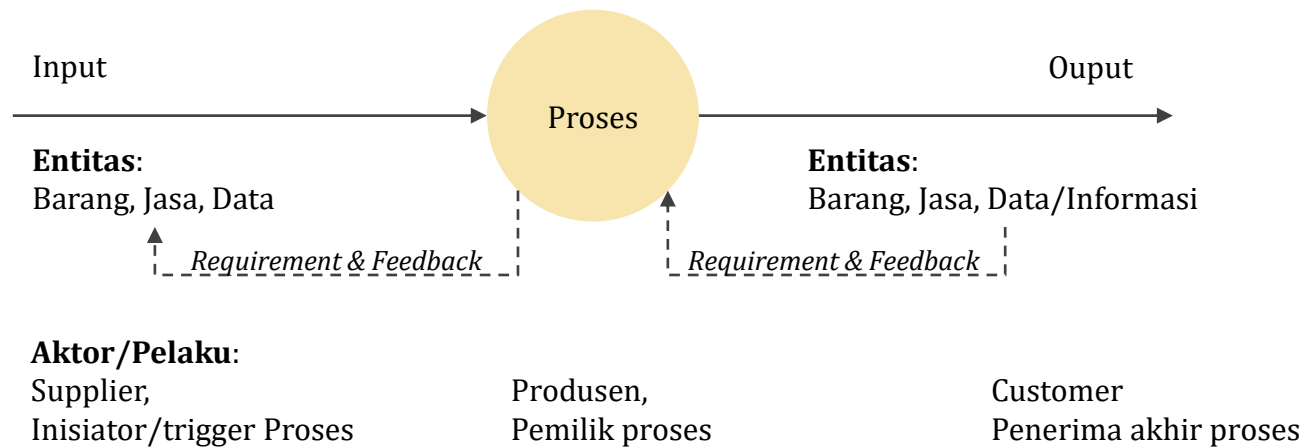 Input
Ouput
Proses
Entitas:
Barang, Jasa, Data
Entitas:
Barang, Jasa, Data/Informasi
Requirement & Feedback
Requirement & Feedback
Aktor/Pelaku:
Supplier,
Inisiator/trigger Proses
Produsen,
Pemilik proses
Customer
Penerima akhir proses